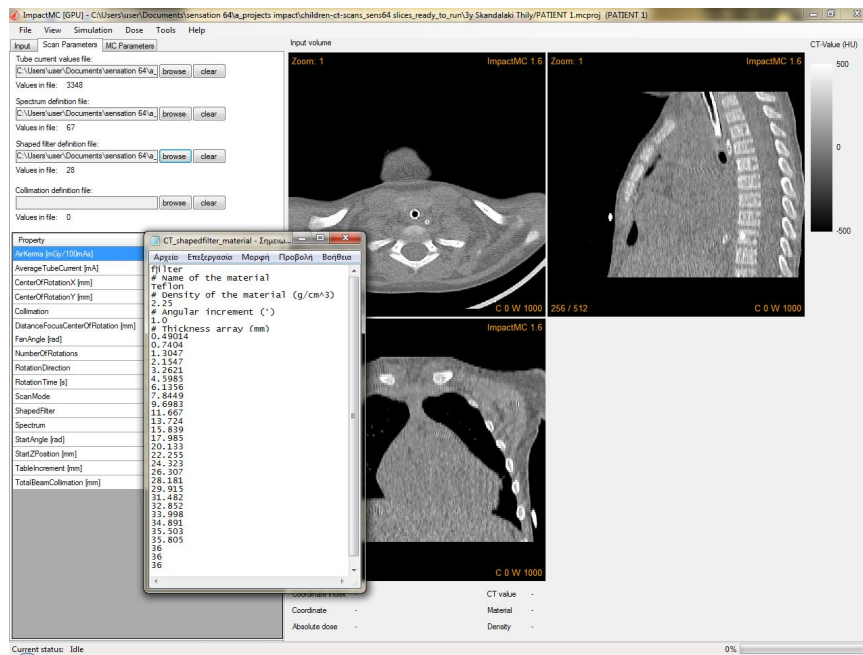 ImpactMC [GPU] - C:\Users\user\Documents\sensation 64\a_projects impact\children-ct-scans_sens64 slices_ready_to_run\3y Skandalaki Thily/PATIENT 1.mcproj (PATIENT 1)
File View Simulation Dose Tools Help
Input Scan Parameters MC Parameters
Tube current values file:
C:\Users\user\Documents\sensation 64\a_ browse clear
Values in file: 3348
Spectrum definition file:
C:\Users\user\Documents\sensation 64\a_ browse clear
Values in file: 67
Shaped filter definition file:
C:\Users\user\Documents\sensation 64\a_ browse clear
Values in file: 28
Collimation definition file:
browse clear
Values in file: 0
Property
AirKerma [mGy/100mAs]
AverageTubeCurrent [mA]
CenterOfRotationX [mm]
CenterOfRotationY [mm]
Collimation
DistanceFocusCenterOfRotation [mm]
FanAngle [rad]
NumberOfRotations
RotationDirection
RotationTime [s]
ScanMode
ShapedFilter
Spectrum
StartAngle [rad]
StartZPosition [mm]
TableIncrement [mm]
TotalBeamCollimation [mm]
CT_shapedfilter_material - Σημειω...
Αρχείο Επεξεργασία Μορφή Προβολή Βοήθεια
filter
# Name of the material
Teflon
# Density of the material (g/cm^3)
2.25
# Angular increment (°)
1.0
# Thickness array (mm)
0.49014
0.7404
1.3047
2.1547
3.2621
4.5985
6.1356
7.8449
9.6983
11.667
13.724
15.839
17.985
20.133
22.255
24.323
26.307
28.181
29.915
31.482
32.852
33.998
34.891
35.503
35.805
36
36
36
Input volume
Zoom: 1 ImpactMC 1.6
C 0 W 1000
Zoom: 1 ImpactMC 1.6
256 / 512 C 0 W 1000
ImpactMC 1.6
C 0 W 1000
CT-Value (HU)
500
0
-500
Coordinate index - CT value -
Coordinate - Material -
Absolute dose - Density -
Current status: Idle 0%